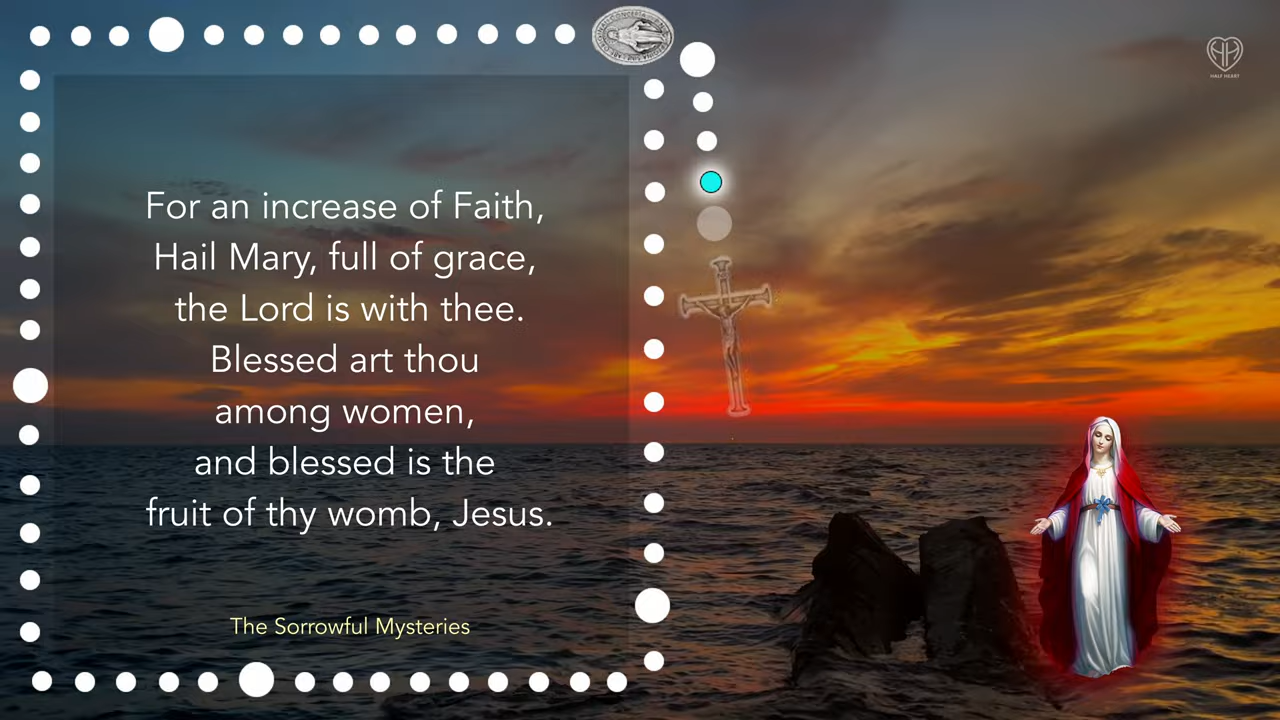 For an increase of Faith,
Hail Mary, full of grace,
the Lord is with thee.
Blessed art thou
among women,
and blessed is the
fruit of thy womb, Jesus.
The Sorrowful Mysteries
HALF HEART